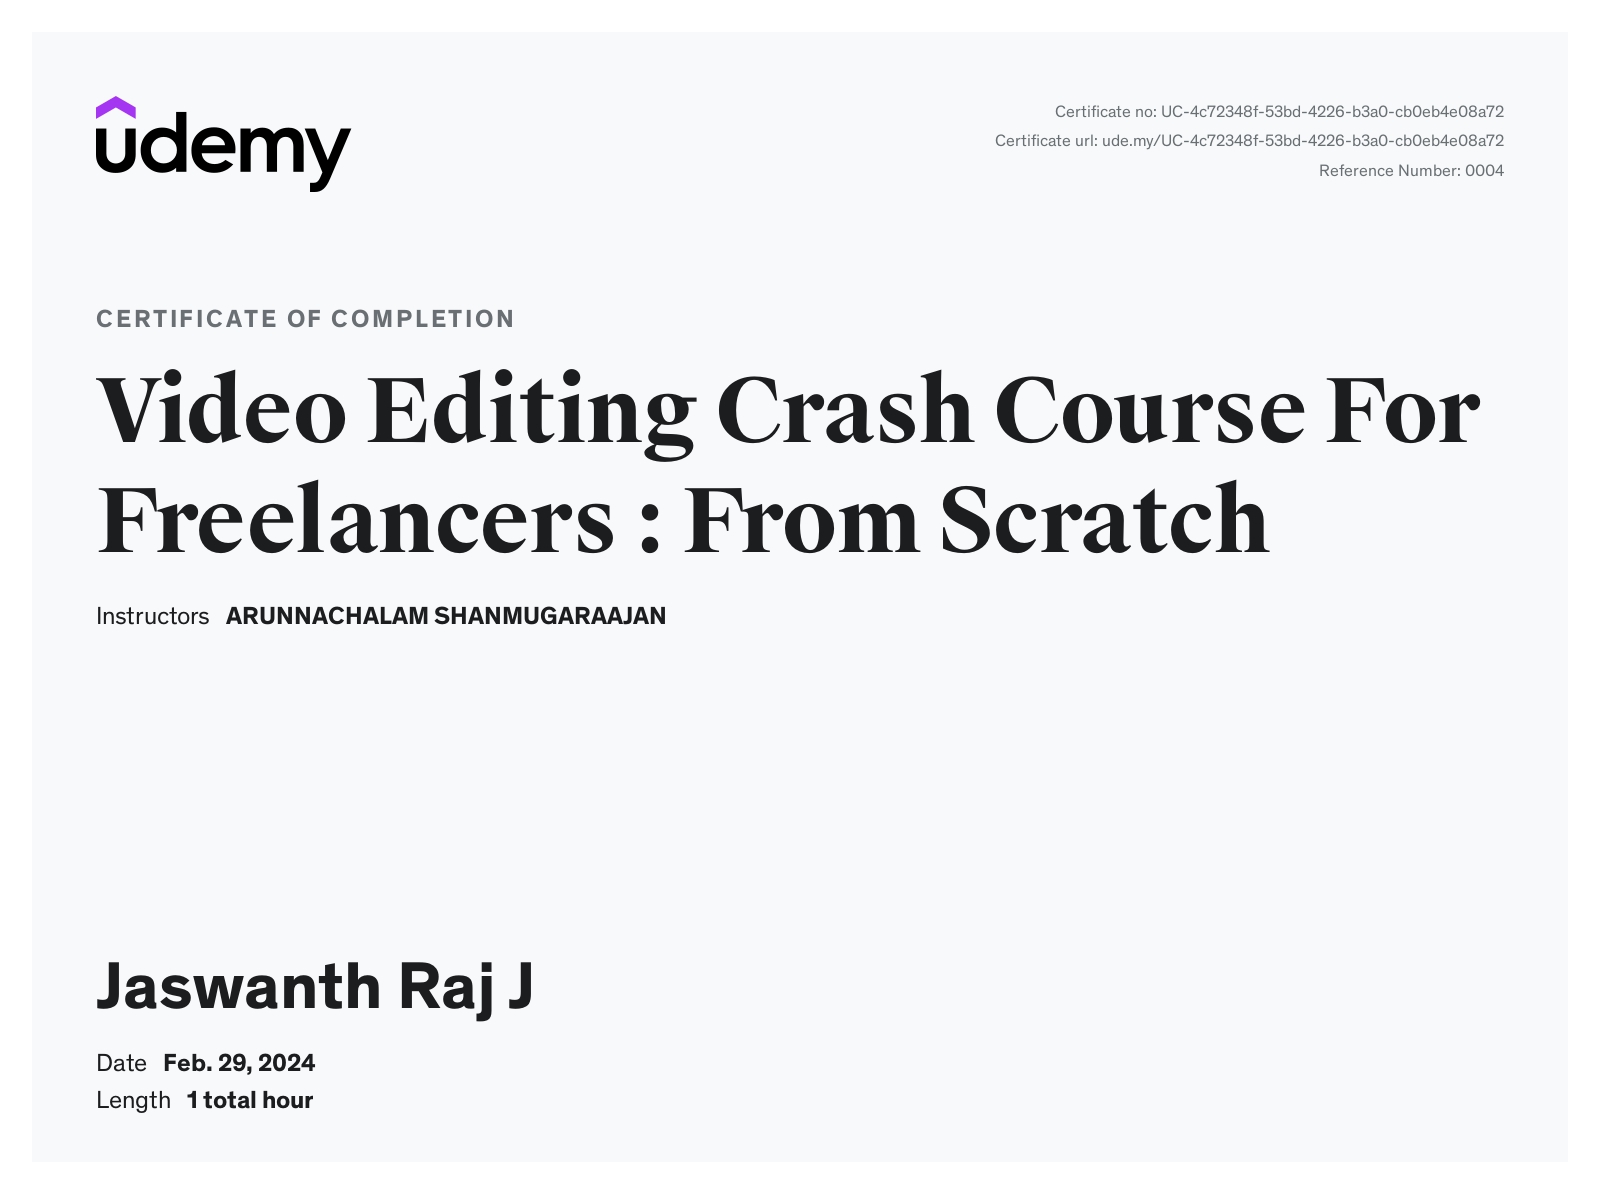 udemy
Certificate no: UC-4c72348f-53bd-4226-b3a0-cb0eb4e08a72
Certificate url: ude.my/UC-4c72348f-53bd-4226-b3a0-cb0eb4e08a72
Reference Number: 0004
CERTIFICATE OF COMPLETION
Video Editing Crash Course For
Freelancers : From Scratch
Instructors ARUNNACHALAM SHANMUGARAAJAN
Jaswanth Raj J
Date Feb. 29, 2024
Length 1 total hour